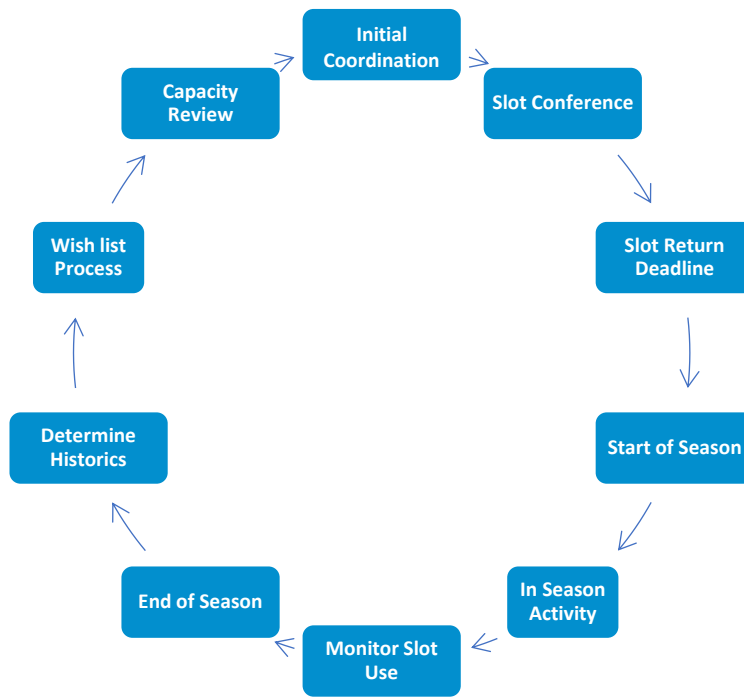 Initial
Coordination
Slot Conference
Slot Return
Deadline
Start of Season
In Season
Activity
Monitor Slot
Use
End of Season
Determine
Historics
Wish list
Process
Capacity
Review